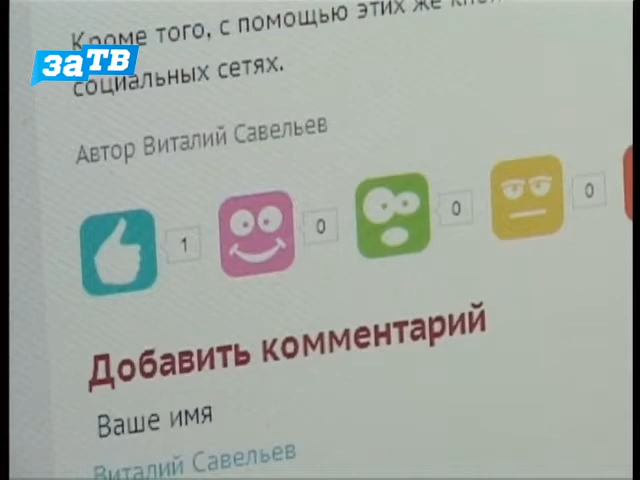 Кроме того, с помощью этих же
социальных сетях.
заТВ
Автор Виталий Савельев
1
0
0
0
Добавить комментарий
Ваше имя
Виталий Савельев